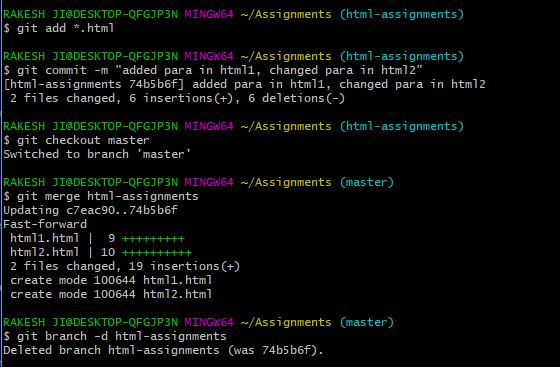 RAKESH JI@DESKTOP-QFGJP3N MINGW64 ~/Assignments (html-assignments)
$ git add *.html
RAKESH JI@DESKTOP-QFGJP3N MINGW64 ~/Assignments (html-assignments)
$ git commit -m "added para in html1, changed para in html2"
[html-assignments 74b5b6f] added para in html1, changed para in html2
 2 files changed, 6 insertions(+), 6 deletions(-)
RAKESH JI@DESKTOP-QFGJP3N MINGW64 ~/Assignments (html-assignments)
$ git checkout master
Switched to branch 'master'
RAKESH JI@DESKTOP-QFGJP3N MINGW64 ~/Assignments (master)
$ git merge html-assignments
Updating c7eac90..74b5b6f
Fast-forward
 html1.html |  9 +++++++++
 html2.html | 10 ++++++++++
 2 files changed, 19 insertions(+)
 create mode 100644 html1.html
 create mode 100644 html2.html
RAKESH JI@DESKTOP-QFGJP3N MINGW64 ~/Assignments (master)
$ git branch -d html-assignments
Deleted branch html-assignments (was 74b5b6f).